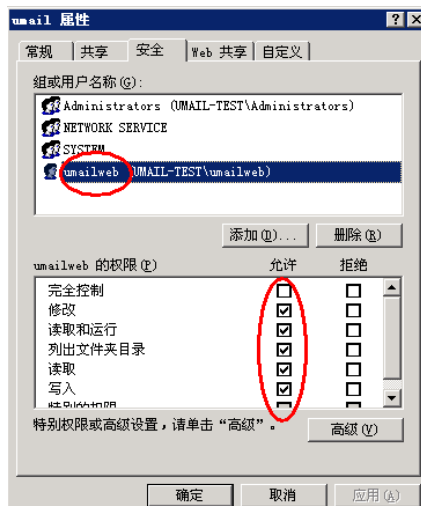 umail 属性
常规 共享 安全 Web 共享 自定义
组或用户名称(G):
Administrators (UMAIL-TEST\Administrators)
NETWORK SERVICE
SYSTEM
umailweb (UMAIL-TEST\umailweb)
添加(D)... 删除(R)
umailweb 的权限(P) 允许 拒绝
完全控制
修改
读取和运行
列出文件夹目录
读取
写入
特别的权限
特别权限或高级设置，请单击“高级”。
高级(V)
确定 取消 应用(A)